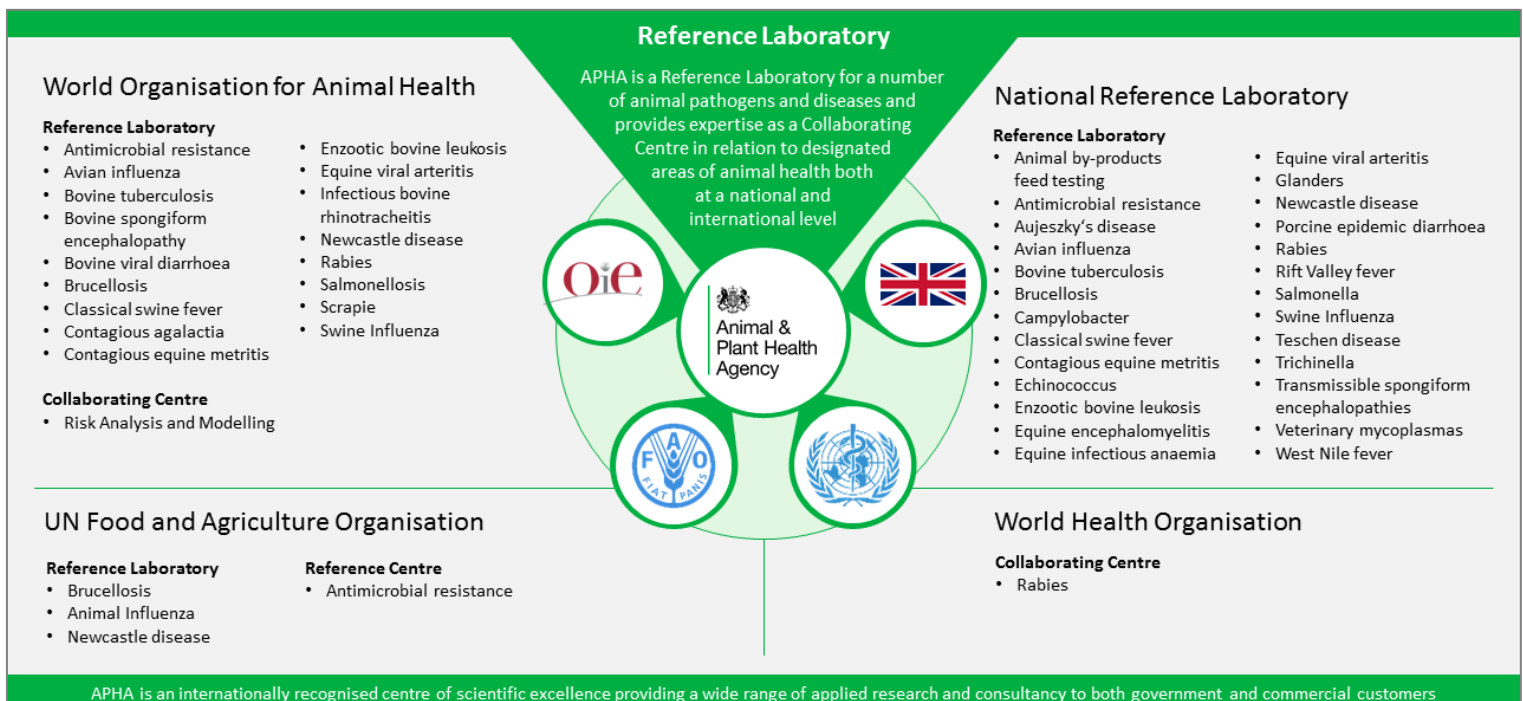 Reference Laboratory
APHA is a Reference Laboratory for a number
of animal pathogens and diseases and
provides expertise as a Collaborating
Centre in relation to designated
areas of animal health both
at a national and
international level
World Organisation for Animal Health
Reference Laboratory
• Antimicrobial resistance
• Avian influenza
• Bovine tuberculosis
• Bovine spongiform
encephalopathy
• Bovine viral diarrhoea
• Brucellosis
• Classical swine fever
• Contagious agalactia
• Contagious equine metritis
• Enzootic bovine leukosis
• Equine viral arteritis
• Infectious bovine
rhinotracheitis
• Newcastle disease
• Rabies
• Salmonellosis
• Scrapie
• Swine Influenza
Collaborating Centre
• Risk Analysis and Modelling
OiE
Animal &
Plant Health
Agency
F A O
FIAT PANIS
National Reference Laboratory
Reference Laboratory
• Animal by-products
feed testing
• Antimicrobial resistance
• Aujeszky‘s disease
• Avian influenza
• Bovine tuberculosis
• Brucellosis
• Campylobacter
• Classical swine fever
• Contagious equine metritis
• Echinococcus
• Enzootic bovine leukosis
• Equine encephalomyelitis
• Equine infectious anaemia
• Equine viral arteritis
• Glanders
• Newcastle disease
• Porcine epidemic diarrhoea
• Rabies
• Rift Valley fever
• Salmonella
• Swine Influenza
• Teschen disease
• Trichinella
• Transmissible spongiform
encephalopathies
• Veterinary mycoplasmas
• West Nile fever
UN Food and Agriculture Organisation
Reference Laboratory
• Brucellosis
• Animal Influenza
• Newcastle disease
Reference Centre
• Antimicrobial resistance
World Health Organisation
Collaborating Centre
• Rabies
APHA is an internationally recognised centre of scientific excellence providing a wide range of applied research and consultancy to both government and commercial customers